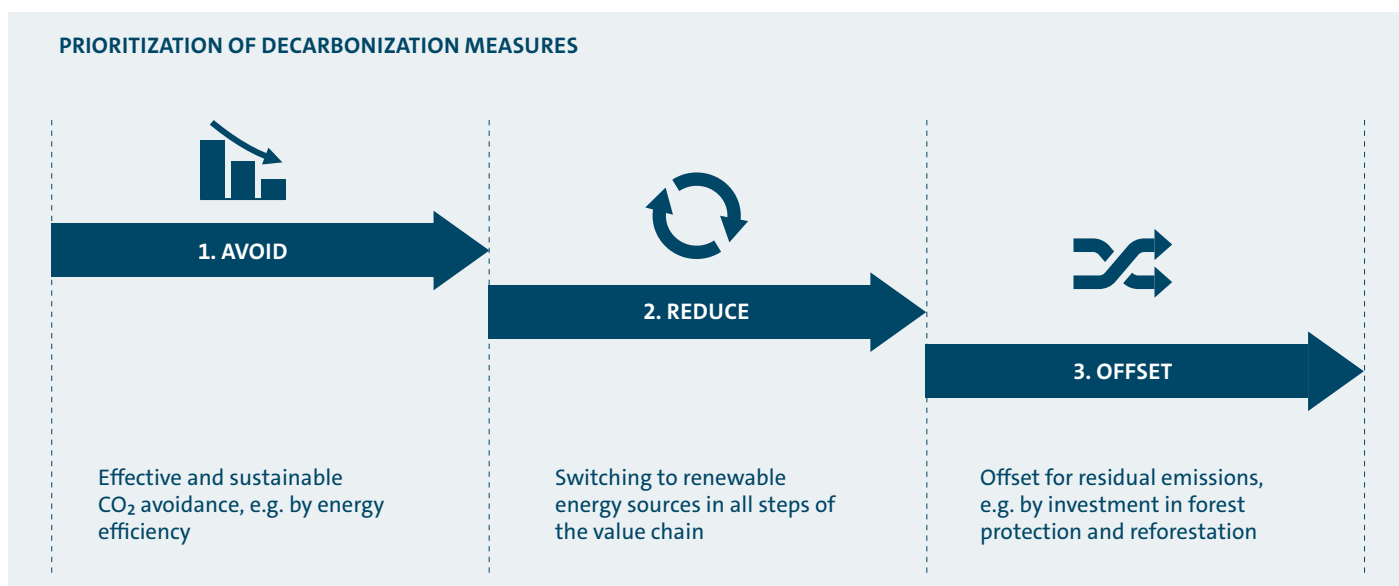 PRIORITIZATION OF DECARBONIZATION MEASURES
1. AVOID
2. REDUCE
3. OFFSET
Effective and sustainable
CO₂ avoidance, e.g. by energy
efficiency
Switching to renewable
energy sources in all steps of
the value chain
Offset for residual emissions,
e.g. by investment in forest
protection and reforestation